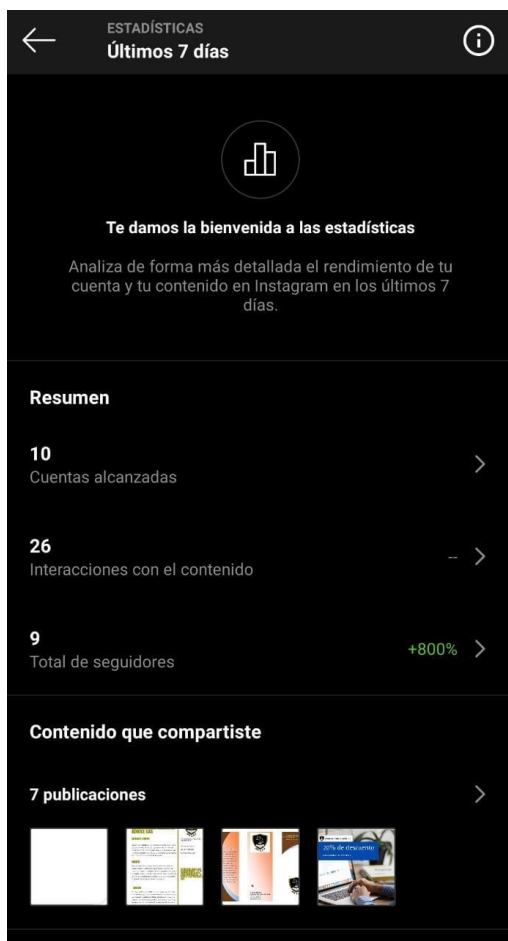 ESTADÍSTICAS
Últimos 7 días
Te damos la bienvenida a las estadísticas
Analiza de forma más detallada el rendimiento de tu
cuenta y tu contenido en Instagram en los últimos 7
días.
Resumen
10
Cuentas alcanzadas
26
Interacciones con el contenido
--
9
Total de seguidores
+800%
Contenido que compartiste
7 publicaciones
20% de descuento